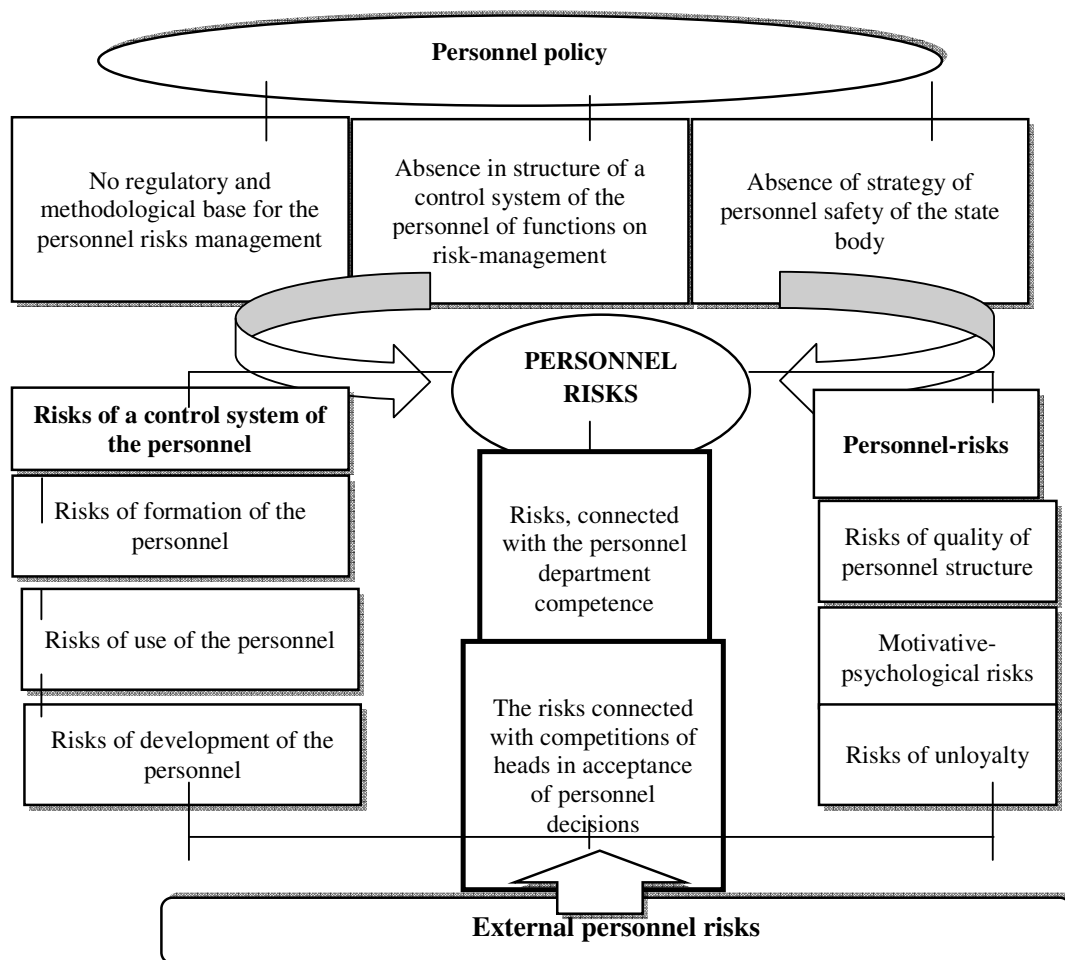 Personnel policy
No regulatory and
methodological base for the
personnel risks management
Absence in structure of a
control system of the
personnel of functions on
risk-management
Absence of strategy of
personnel safety of the state
body
PERSONNEL
RISKS
Risks of a control system of
the personnel
Risks of formation of the
personnel
Risks of use of the personnel
Risks of development of the
personnel
Risks, connected
with the personnel
department
competence
The risks connected
with competitions of
heads in acceptance
of personnel
decisions
Personnel-risks
Risks of quality of
personnel structure
Motivative-
psychological risks
Risks of unloyalty
External personnel risks